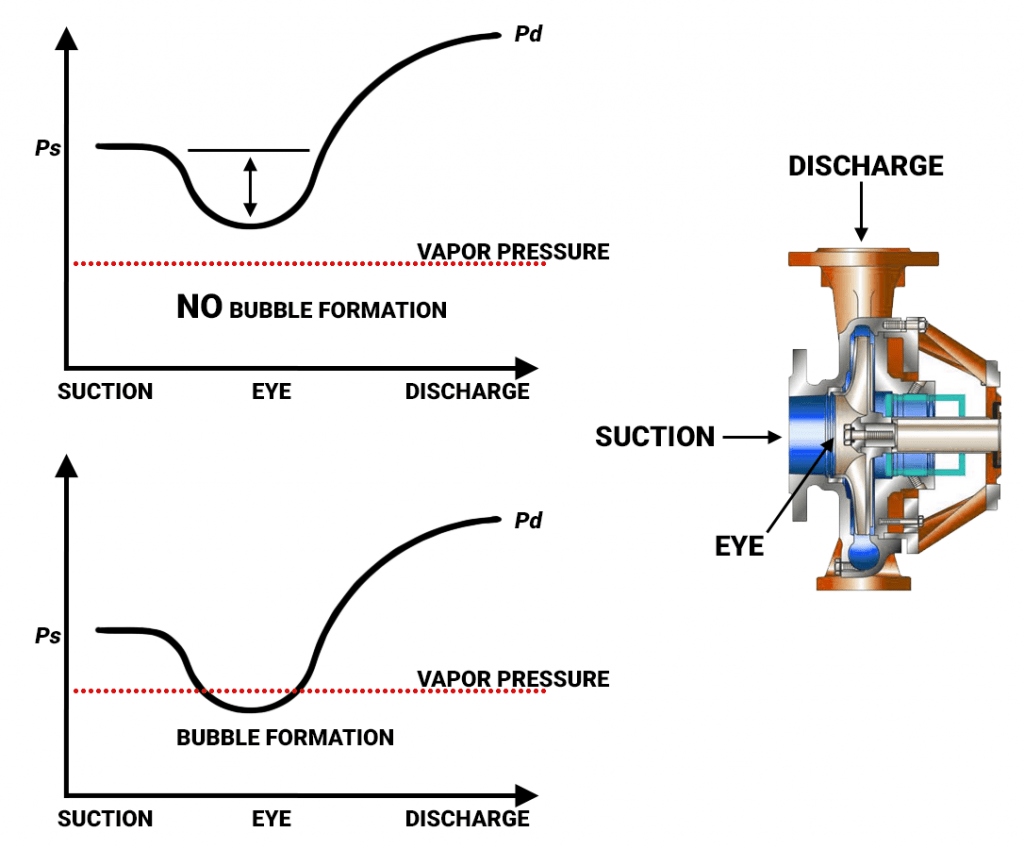 Pd
Ps
VAPOR PRESSURE
NO BUBBLE FORMATION
SUCTION EYE DISCHARGE
Pd
Ps
VAPOR PRESSURE
BUBBLE FORMATION
SUCTION EYE DISCHARGE
DISCHARGE
SUCTION
EYE